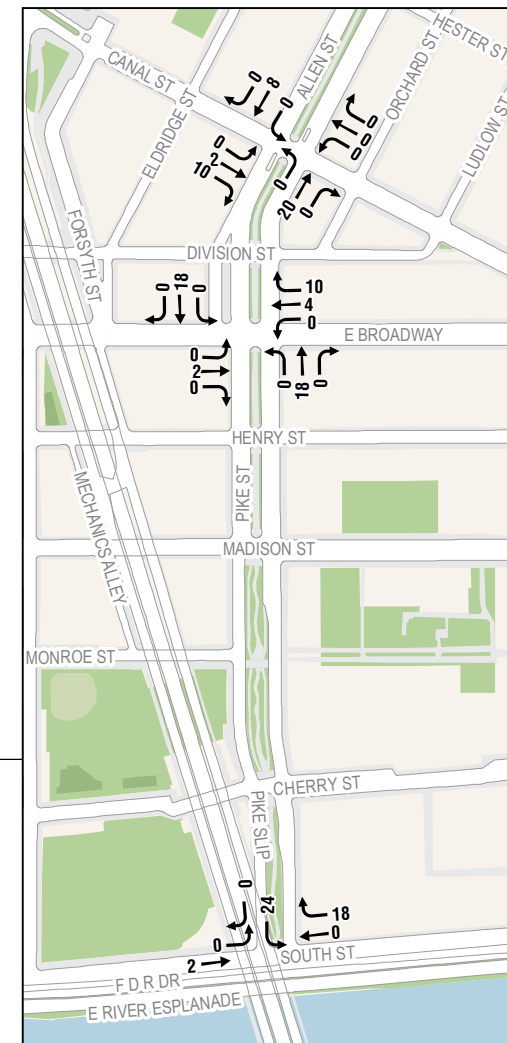 HESTER ST
CANAL ST
ALLEN ST
ORCHARD ST
LUDLOW ST
ELDRIDGE ST
FORSYTH ST
0
8
0
0
0
0
0
2
10
0
20
0
DIVISION ST
0
18
0
10
4
0
E BROADWAY
0
2
0
0
18
0
HENRY ST
PIKE ST
MECHANICS ALLEY
MADISON ST
MONROE ST
CHERRY ST
PIKE SLIP
0
24
18
0
0
2
SOUTH ST
F D R DR
E RIVER ESPLANADE